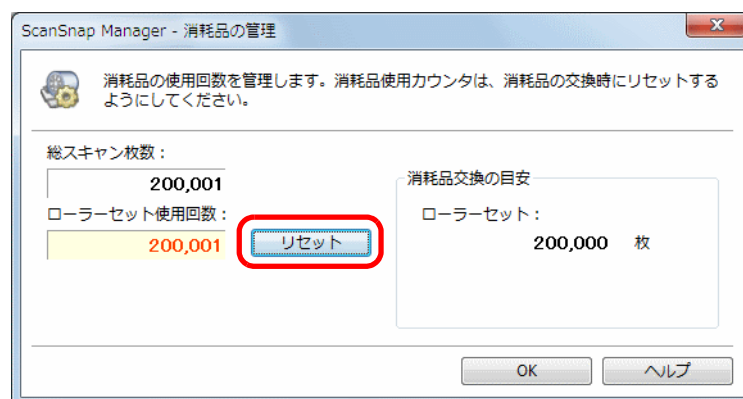 ScanSnap Manager - 消耗品の管理
消耗品の使用回数を管理します。消耗品使用カウンタは、消耗品の交換時にリセットする
ようにしてください。
総スキャン枚数：
200,001
ローラーセット使用回数：
200,001 リセット
消耗品交換の目安
ローラーセット：
200,000 枚
OK ヘルプ